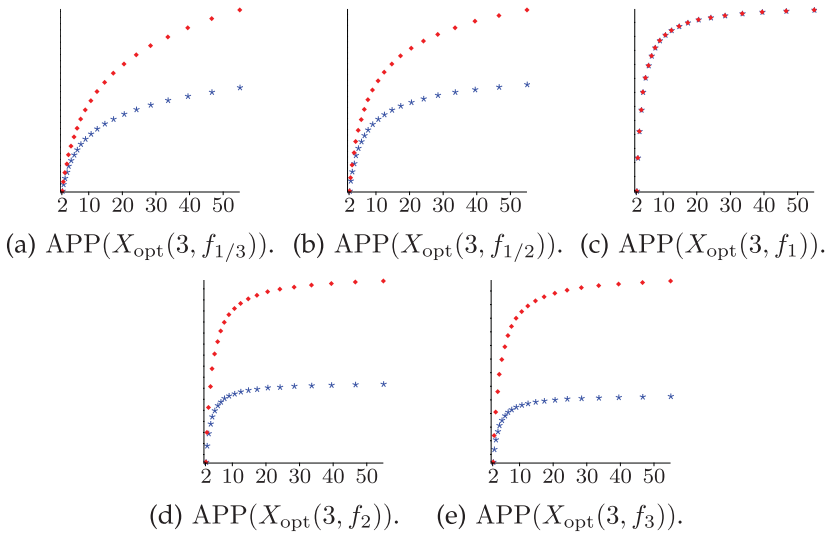 2 10 20 30 40 50 2 10 20 30 40 50 2 10 20 30 40 50
(a) APP(X_opt(3, f_{1/3})). (b) APP(X_opt(3, f_{1/2})). (c) APP(X_opt(3, f_1)).
2 10 20 30 40 50 2 10 20 30 40 50
(d) APP(X_opt(3, f_2)). (e) APP(X_opt(3, f_3)).